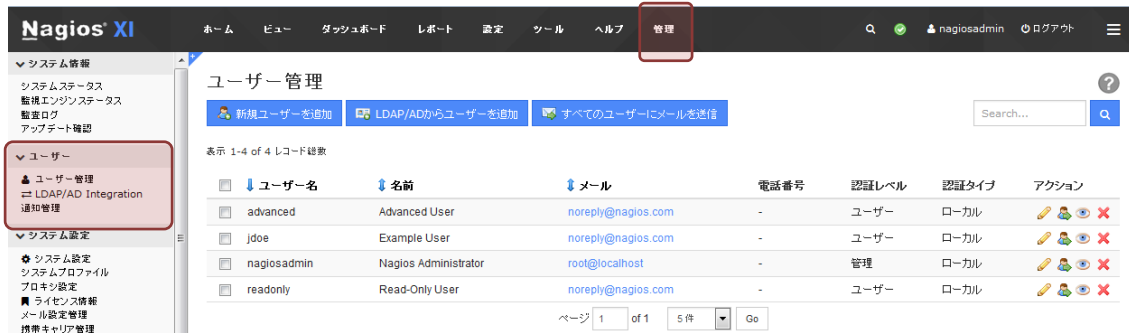 Nagios® XI ホーム ビュー ダッシュボード レポート 設定 ツール ヘルプ 管理 nagiosadmin ログアウト
システム情報
システムステータス
監視エンジンステータス
監査ログ
アップデート確認
ユーザー
ユーザー管理
LDAP/AD Integration
通知管理
システム設定
システム設定
システムプロファイル
プロキシ設定
ライセンス情報
メール設定管理
携帯キャリア管理
ユーザー管理
新規ユーザーを追加 LDAP/ADからユーザーを追加 すべてのユーザーにメールを送信 Search...
表示 1-4 of 4 レコード総数
ユーザー名 名前 メール 電話番号 認証レベル 認証タイプ アクション
advanced Advanced User noreply@nagios.com - ユーザー ローカル
jdoe Example User noreply@nagios.com - ユーザー ローカル
nagiosadmin Nagios Administrator root@localhost - 管理 ローカル
readonly Read-Only User noreply@nagios.com - ユーザー ローカル
ページ 1 of 1 5 件 Go